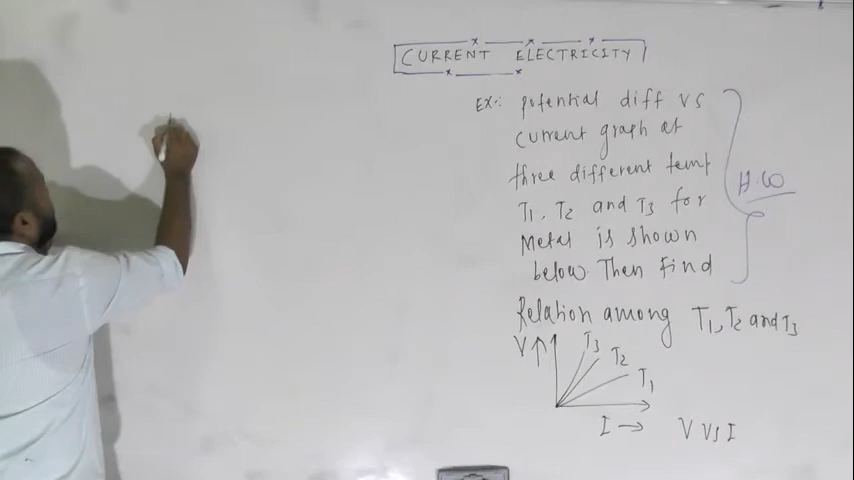 CURRENT ELECTRICITY
EX:- potential diff vs
current graph at
three different temp
T1, T2 and T3 for
Metal is shown
below. Then find
H.W
Relation among T1, T2 and T3
V↑
T3
T2
T1
I →
V vs I